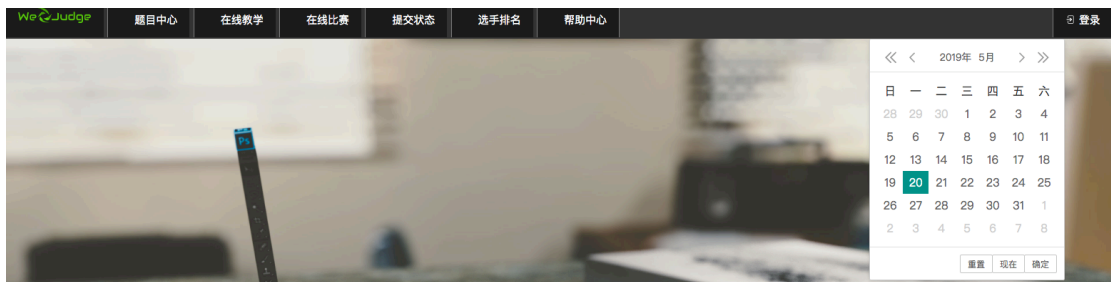 WeJudge 题目中心 在线教学 在线比赛 提交状态 选手排名 帮助中心 登录
2019年 5月
日 一 二 三 四 五 六
28 29 30 1 2 3 4
5 6 7 8 9 10 11
12 13 14 15 16 17 18
19 20 21 22 23 24 25
26 27 28 29 30 31 1
2 3 4 5 6 7 8
重置 现在 确定
Ps